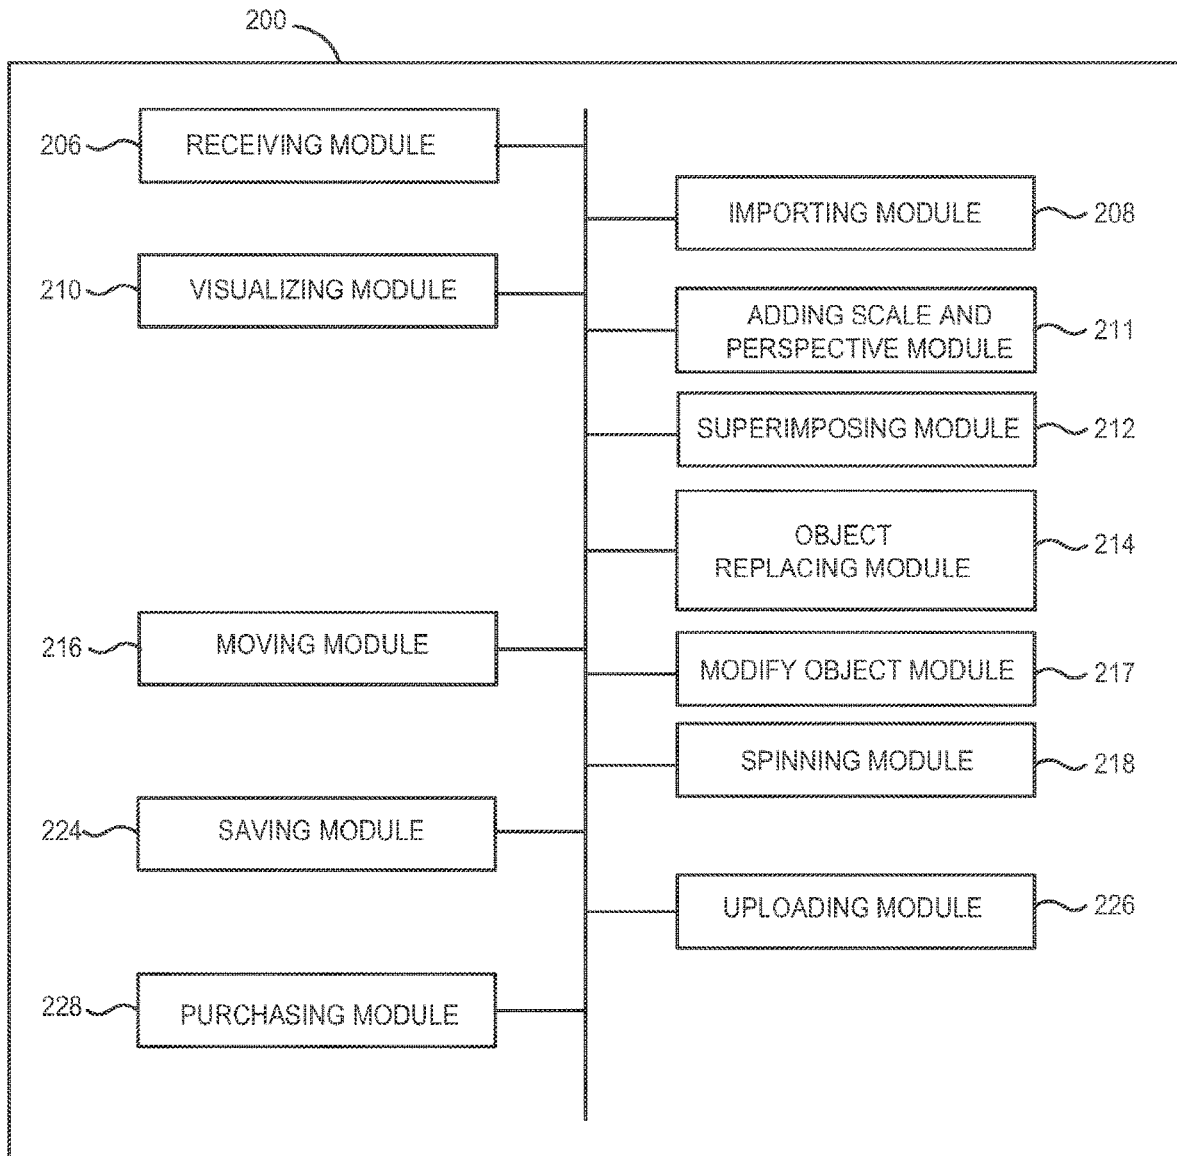 200
206 RECEIVING MODULE
IMPORTING MODULE 208
210 VISUALIZING MODULE
ADDING SCALE AND
PERSPECTIVE MODULE 211
SUPERIMPOSING MODULE 212
OBJECT
REPLACING MODULE 214
216 MOVING MODULE
MODIFY OBJECT MODULE 217
SPINNING MODULE 218
224 SAVING MODULE
UPLOADING MODULE 226
228 PURCHASING MODULE